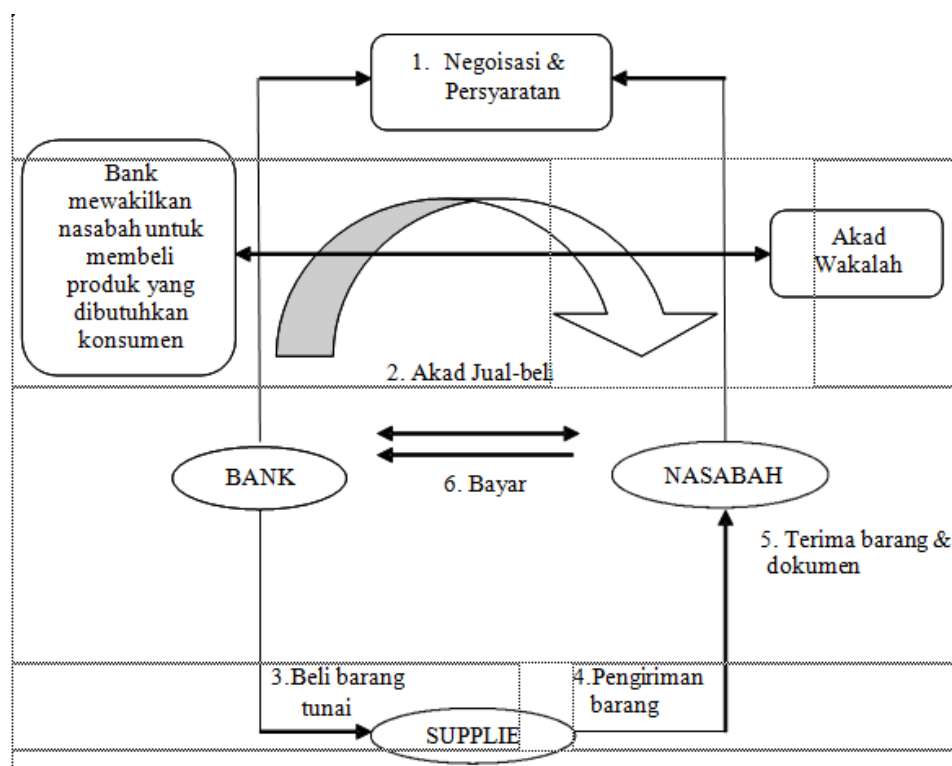 1. Negoisasi &
Persyaratan
Bank
mewakilkan
nasabah untuk
membeli
produk yang
dibutuhkan
konsumen
Akad
Wakalah
2. Akad Jual-beli
BANK
NASABAH
6. Bayar
5. Terima barang &
dokumen
3.Beli barang
tunai
4.Pengiriman
barang
SUPPLIE